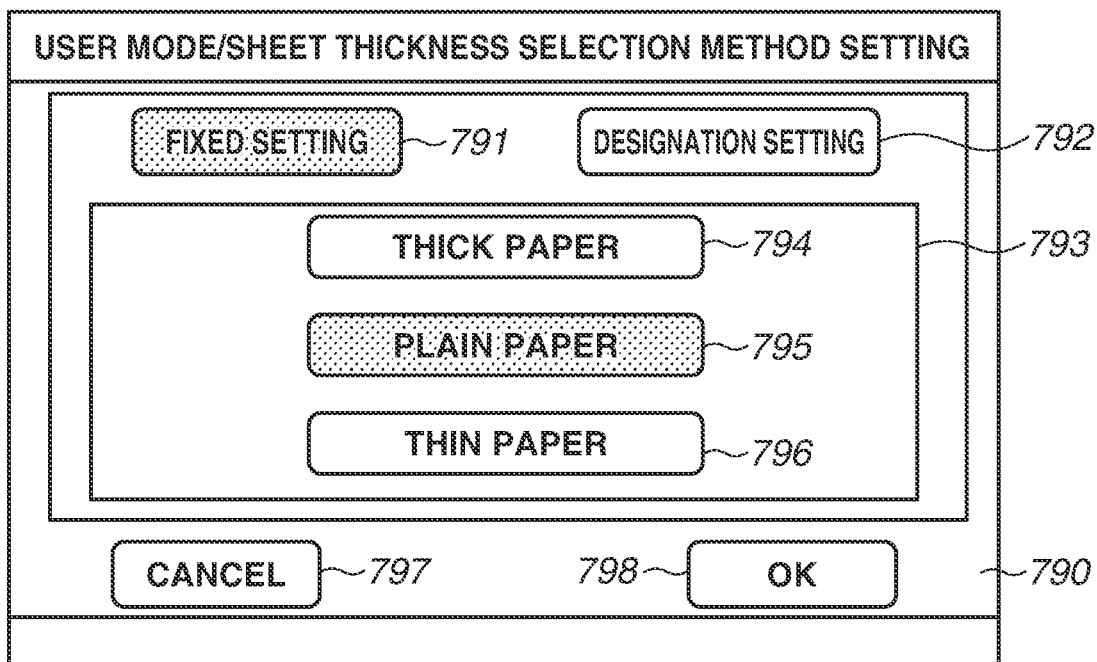 USER MODE/SHEET THICKNESS SELECTION METHOD SETTING
FIXED SETTING 791 DESIGNATION SETTING 792
THICK PAPER 794 793
PLAIN PAPER 795
THIN PAPER 796
CANCEL 797 798 OK 790